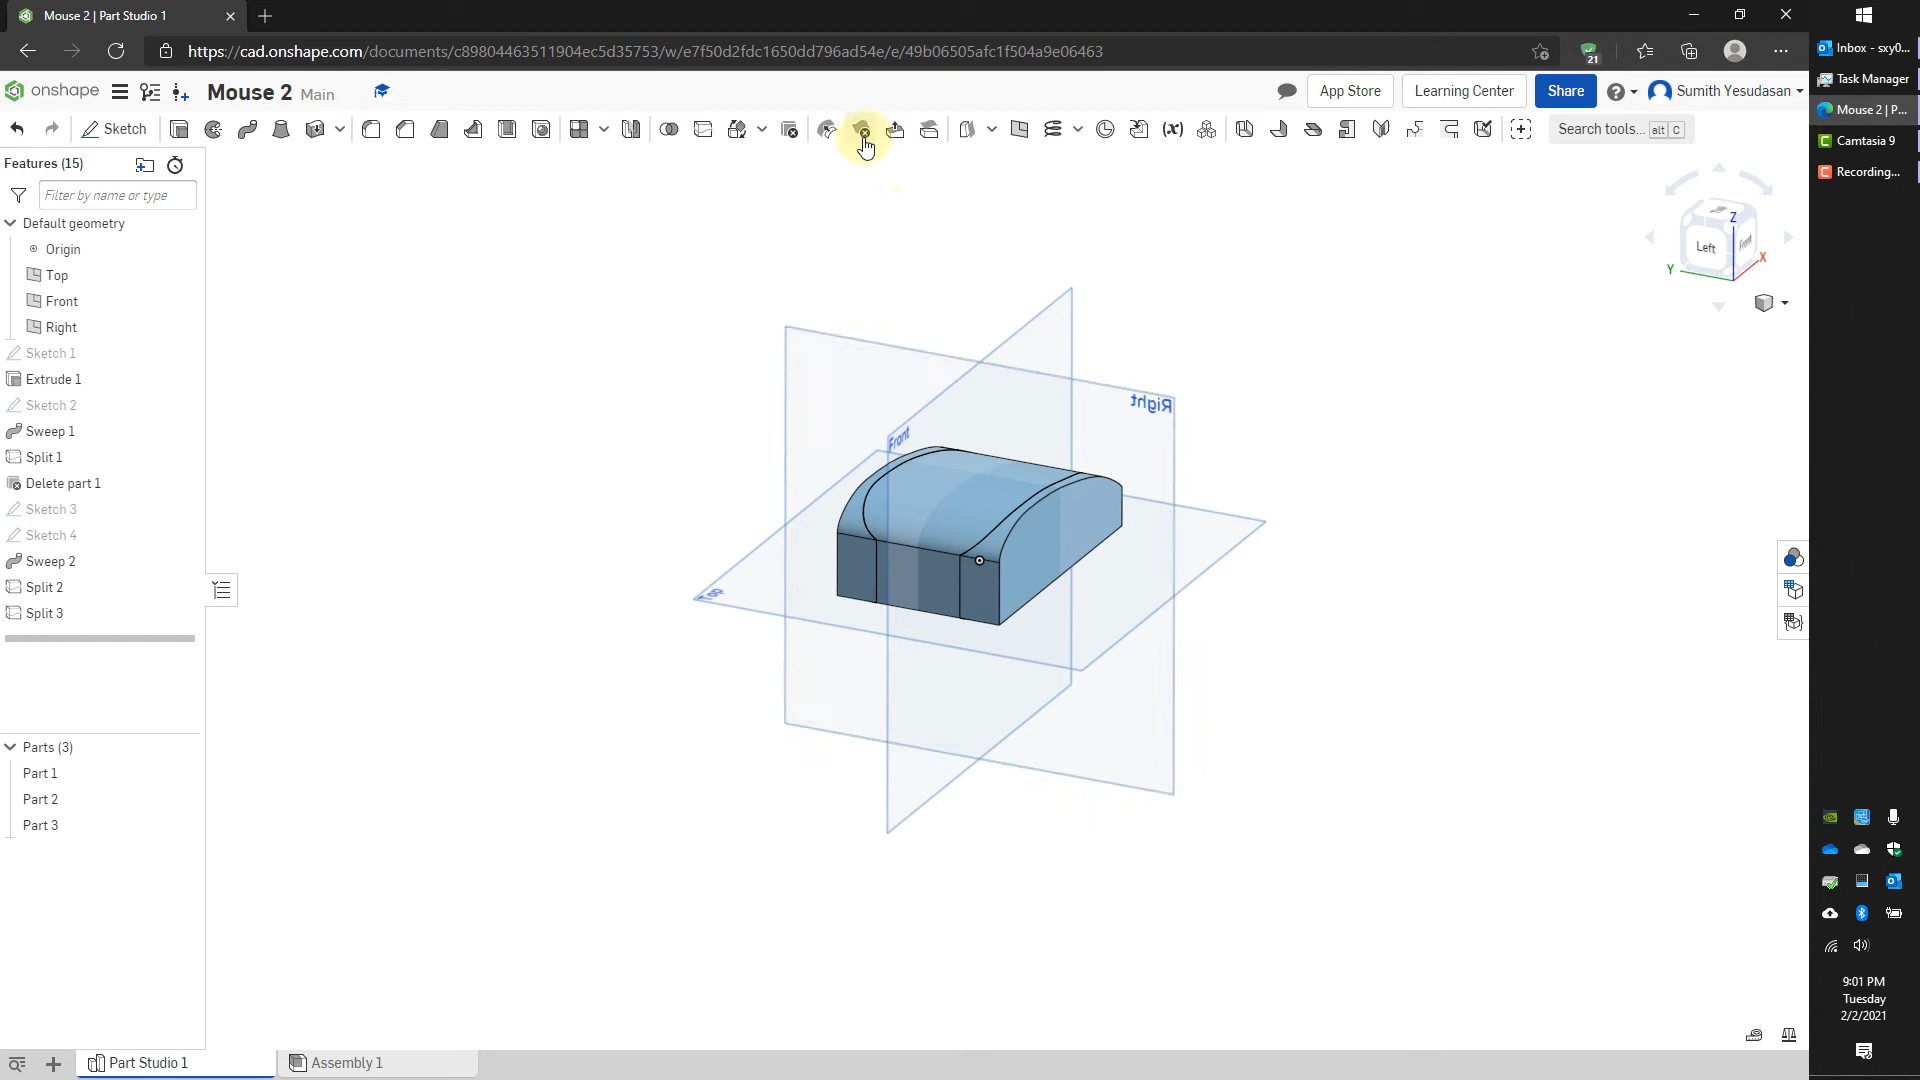 Mouse 2 | Part Studio 1
https://cad.onshape.com/documents/c89804463511904ec5d35753/w/e7f50d2fdc1650dd796ad54e/e/49b06505afc1f504a9e06463
21
onshape
Mouse 2 Main
App Store
Learning Center
Share
Sumith Yesudasan
Sketch
(x)
Search tools... alt C
Features (15)
Filter by name or type
Default geometry
Origin
Top
Front
Right
Sketch 1
Extrude 1
Sketch 2
Sweep 1
Split 1
Delete part 1
Sketch 3
Sketch 4
Sweep 2
Split 2
Split 3
Parts (3)
Part 1
Part 2
Part 3
Right
Front
Top
Z
Left
Front
X
Y
Part Studio 1
Assembly 1
Inbox - sxy0...
Task Manager
Mouse 2 | P...
Camtasia 9
Recording...
9:01 PM
Tuesday
2/2/2021